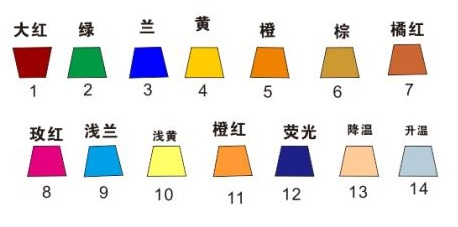 大红 绿 兰 黄 橙 棕 橘红
1 2 3 4 5 6 7
玫红 浅兰 浅黄 橙红 荧光 降温 升温
8 9 10 11 12 13 14